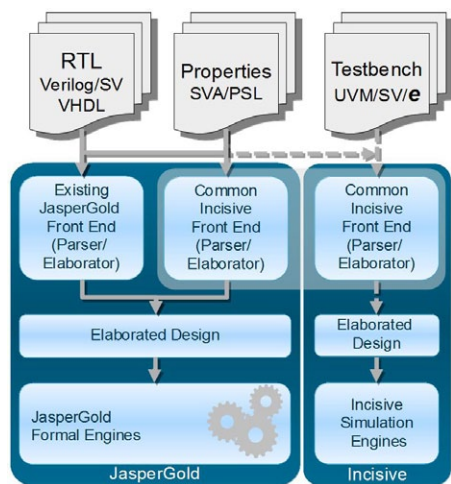 RTL
Verilog/SV
VHDL
Properties
SVA/PSL
Testbench
UVM/SV/e
Existing
JasperGold
Front End
(Parser/
Elaborator)
Common
Incisive
Front End
(Parser/
Elaborator)
Common
Incisive
Front End
(Parser/
Elaborator)
Elaborated Design
Elaborated
Design
JasperGold
Formal Engines
Incisive
Simulation
Engines
JasperGold
Incisive